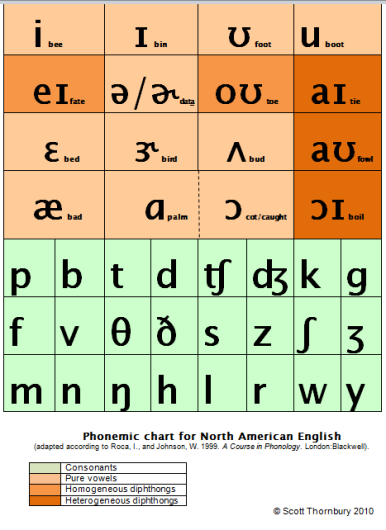 i bee ɪ bin ʊ foot u boot
eɪ fate ə/ɚ data oʊ toe aɪ tie
ɛ bed ɝ bird ʌ bud aʊ fowl
æ bad ɑ palm ɔ cot/caught ɔɪ boil
p b t d ʧ ʤ k g
f v θ ð s z ʃ ʒ
m n ŋ h l r w y
Phonemic chart for North American English
(adapted according to Roca, I., and Johnson, W. 1999. A Course in Phonology. London:Blackwell).
Consonants
Pure vowels
Homogeneous diphthongs
Heterogeneous diphthongs
© Scott Thornbury 2010